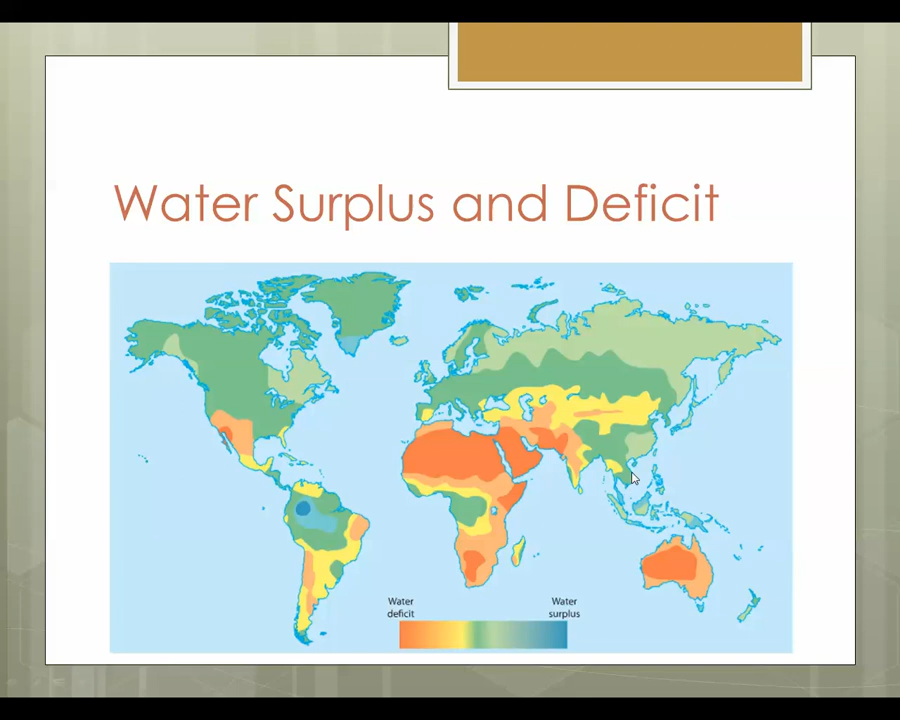 Water Surplus and Deficit
Water
deficit
Water
surplus